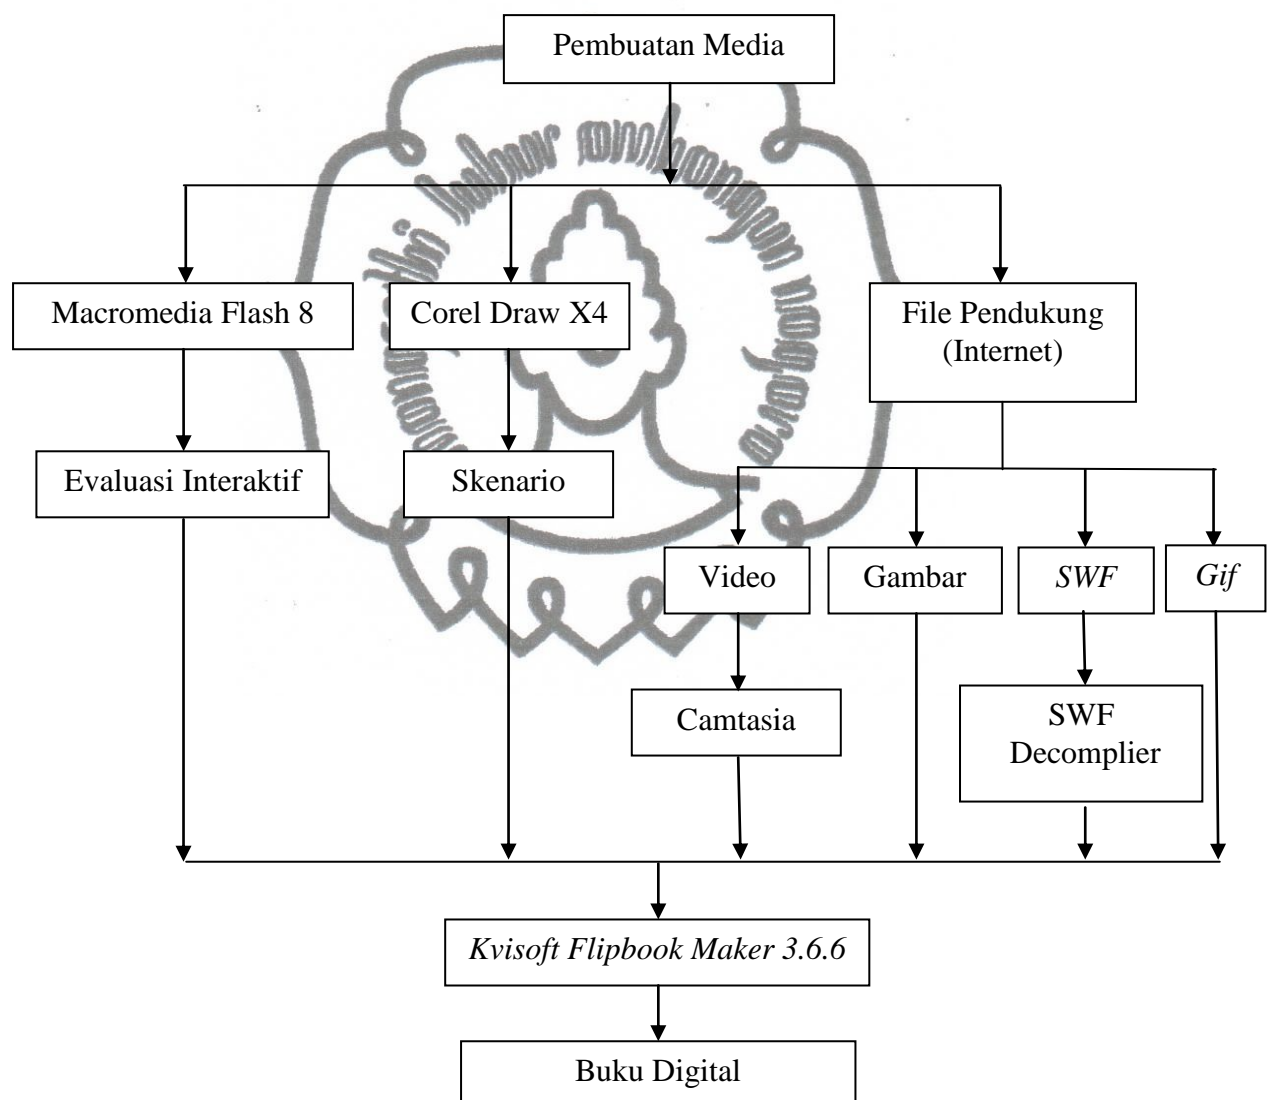 Pembuatan Media
Macromedia Flash 8
Corel Draw X4
File Pendukung
(Internet)
Evaluasi Interaktif
Skenario
Video
Gambar
SWF
Gif
Camtasia
SWF
Decomplier
Kvisoft Flipbook Maker 3.6.6
Buku Digital